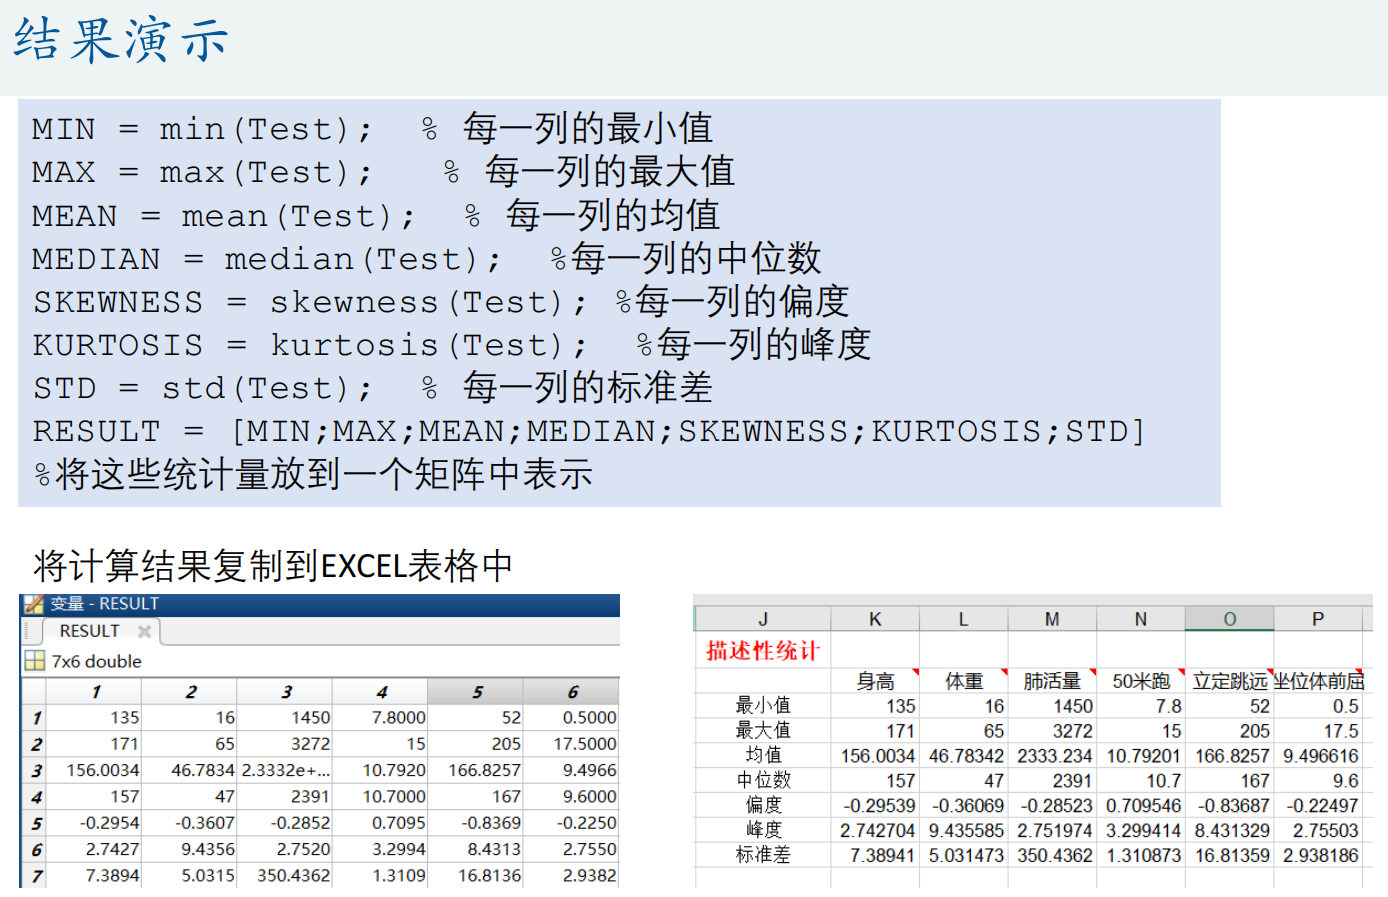 结果演示
MIN = min(Test);  % 每一列的最小值
MAX = max(Test);   % 每一列的最大值
MEAN = mean(Test);  % 每一列的均值
MEDIAN = median(Test);  %每一列的中位数
SKEWNESS = skewness(Test); %每一列的偏度
KURTOSIS = kurtosis(Test);  %每一列的峰度
STD = std(Test);  % 每一列的标准差
RESULT = [MIN;MAX;MEAN;MEDIAN;SKEWNESS;KURTOSIS;STD]
%将这些统计量放到一个矩阵中表示
将计算结果复制到EXCEL表格中
变量 - RESULT
RESULT
7x6 double
1 2 3 4 5 6
1 135 16 1450 7.8000 52 0.5000
2 171 65 3272 15 205 17.5000
3 156.0034 46.7834 2.3332e+... 10.7920 166.8257 9.4966
4 157 47 2391 10.7000 167 9.6000
5 -0.2954 -0.3607 -0.2852 0.7095 -0.8369 -0.2250
6 2.7427 9.4356 2.7520 3.2994 8.4313 2.7550
7 7.3894 5.0315 350.4362 1.3109 16.8136 2.9382
J K L M N O P
描述性统计
身高 体重 肺活量 50米跑 立定跳远 坐位体前屈
最小值 135 16 1450 7.8 52 0.5
最大值 171 65 3272 15 205 17.5
均值 156.0034 46.78342 2333.234 10.79201 166.8257 9.496616
中位数 157 47 2391 10.7 167 9.6
偏度 -0.29539 -0.36069 -0.28523 0.709546 -0.83687 -0.22497
峰度 2.742704 9.435585 2.751974 3.299414 8.431329 2.75503
标准差 7.38941 5.031473 350.4362 1.310873 16.81359 2.938186